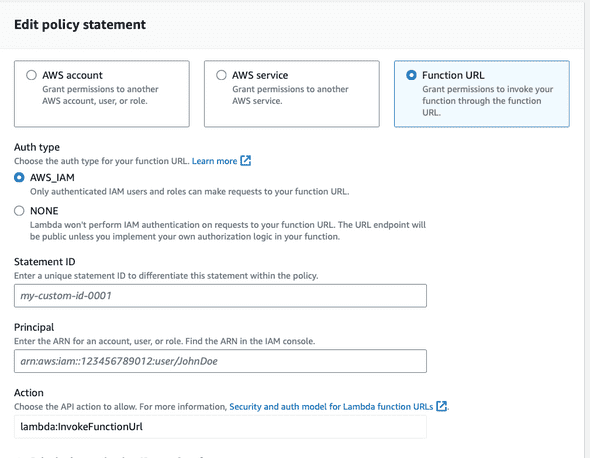 Edit policy statement
AWS account
Grant permissions to another
AWS account, user, or role.
AWS service
Grant permissions to another
AWS service.
Function URL
Grant permissions to invoke your
function through the function
URL.
Auth type
Choose the auth type for your function URL. Learn more
AWS_IAM
Only authenticated IAM users and roles can make requests to your function URL.
NONE
Lambda won't perform IAM authentication on requests to your function URL. The URL endpoint will
be public unless you implement your own authorization logic in your function.
Statement ID
Enter a unique statement ID to differentiate this statement within the policy.
my-custom-id-0001
Principal
Enter the ARN for an account, user, or role. Find the ARN in the IAM console.
arn:aws:iam::123456789012:user/JohnDoe
Action
Choose the API action to allow. For more information, Security and auth model for Lambda function URLs.
lambda:InvokeFunctionUrl